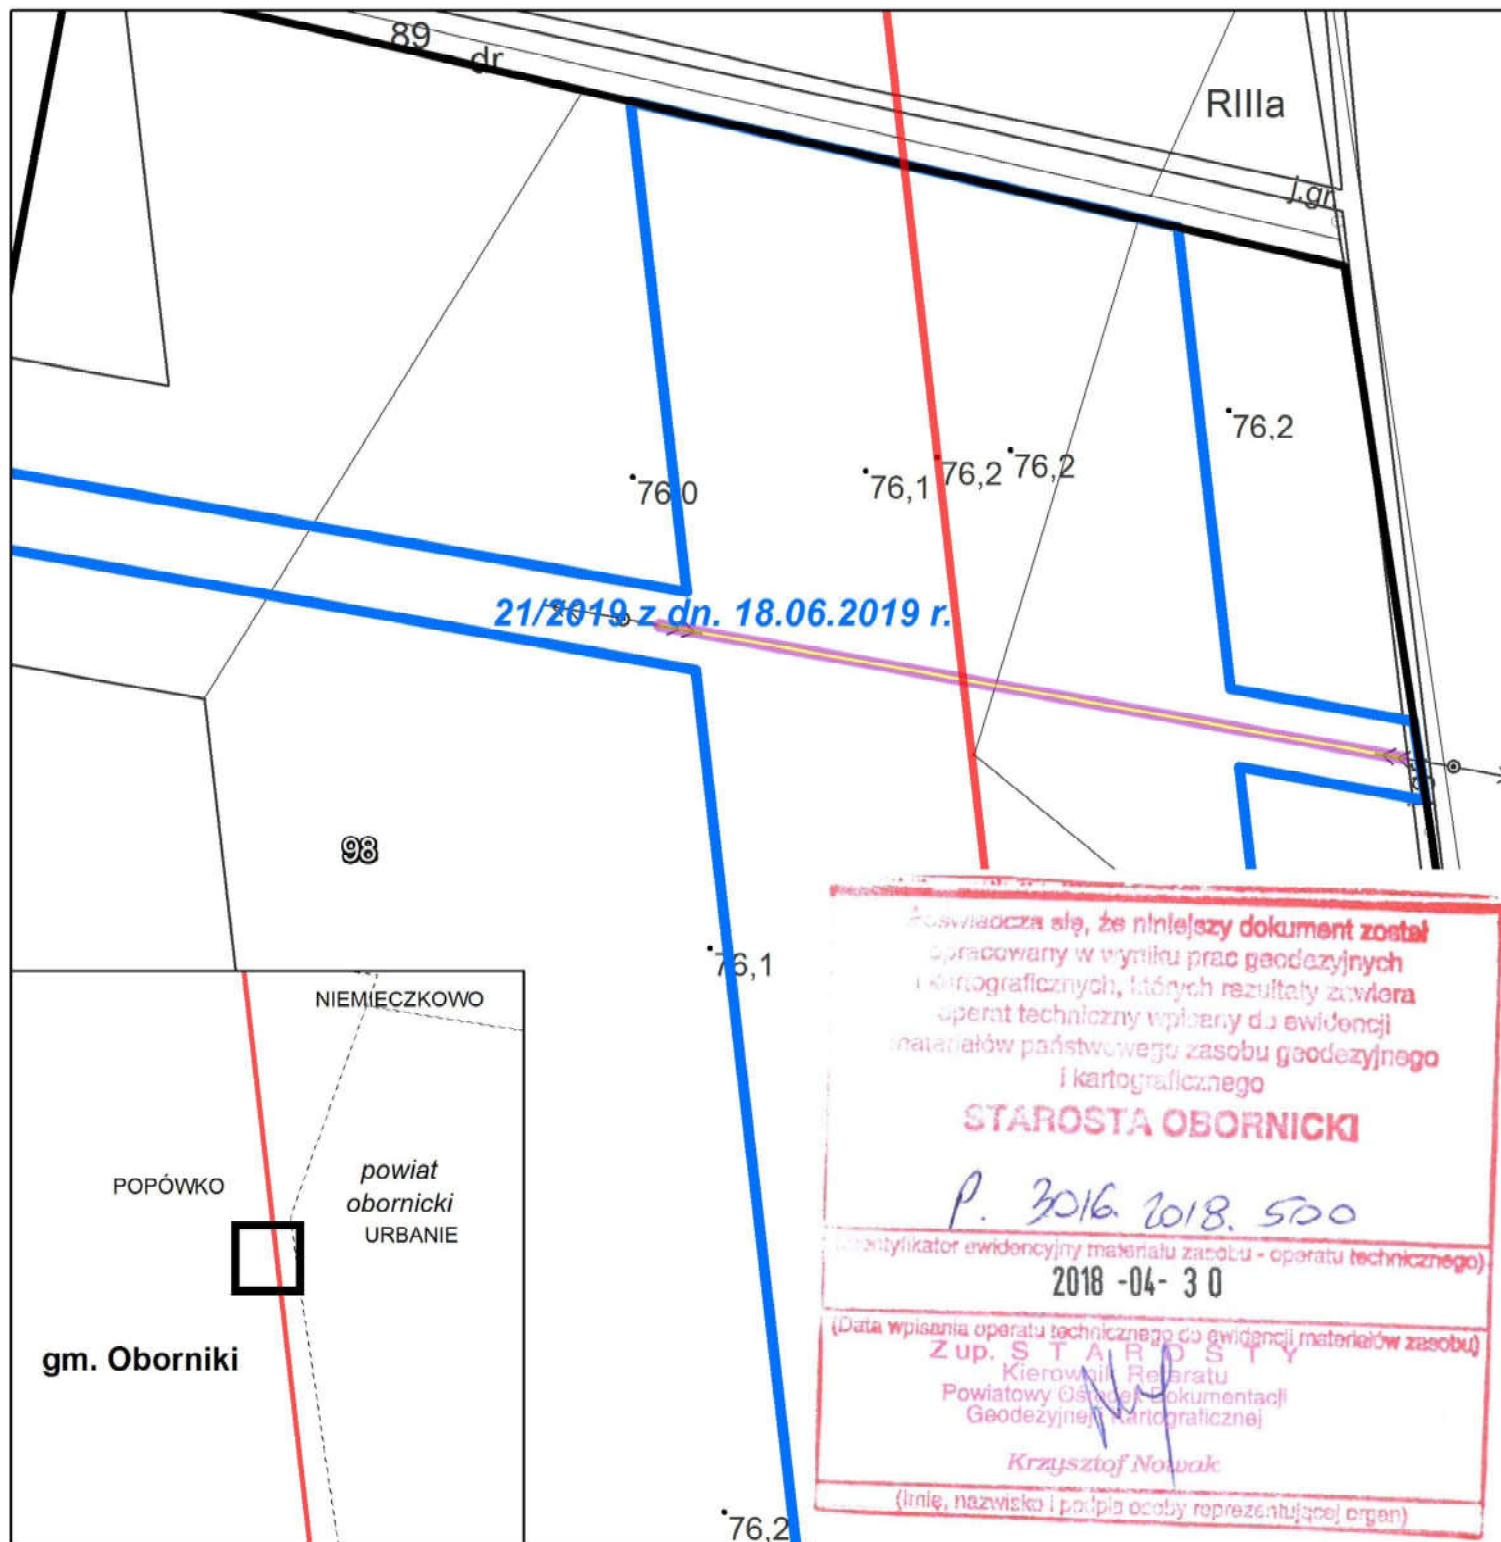 89
dr
RIIIa
j.gr.
76,2
76,0
76,1
76,2
76,2
21/2019 z dn. 18.06.2019 r.
98
76,1
76,2
NIEMIECZKOWO
POPÓWKO
powiat
obornicki
URBANIE
gm. Oborniki
Poświadcza się, że niniejszy dokument został
opracowany w wyniku prac geodezyjnych
i kartograficznych, których rezultaty zawiera
operat techniczny wpisany do ewidencji
materiałów państwowego zasobu geodezyjnego
i kartograficznego
STAROSTA OBORNICKI
P. 3016. 2018. 500
(identyfikator ewidencyjny materiału zasobu - operatu technicznego)
2018 -04- 30
(Data wpisania operatu technicznego do ewidencji materiałów zasobu)
Z up. STAROSTY
Kierownik Referatu
Powiatowy Ośrodek Dokumentacji
Geodezyjnej i Kartograficznej
Krzysztof Nowak
(imię, nazwisko i podpis osoby reprezentującej organ)